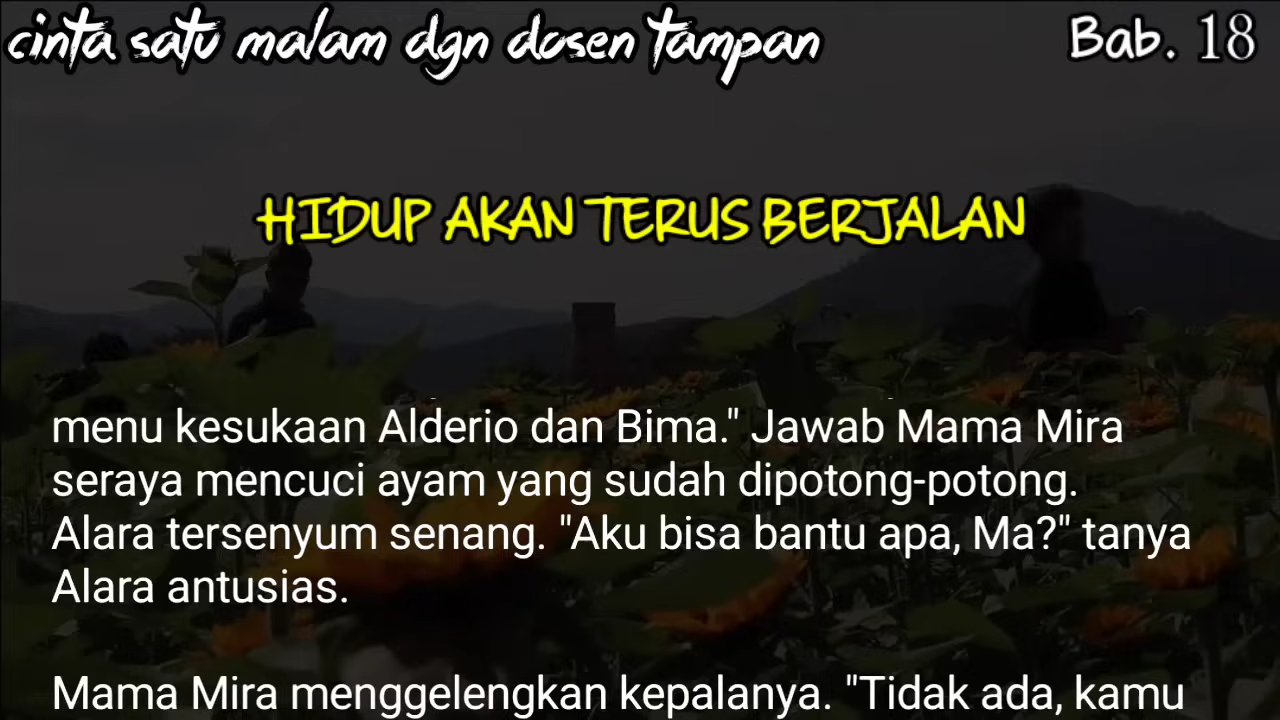 cinta satu malam dgn dosen tampan
Bab. 18
HIDUP AKAN TERUS BERJALAN
menu kesukaan Alderio dan Bima." Jawab Mama Mira
seraya mencuci ayam yang sudah dipotong-potong.
Alara tersenyum senang. "Aku bisa bantu apa, Ma?" tanya
Alara antusias.
Mama Mira menggelengkan kepalanya. "Tidak ada, kamu